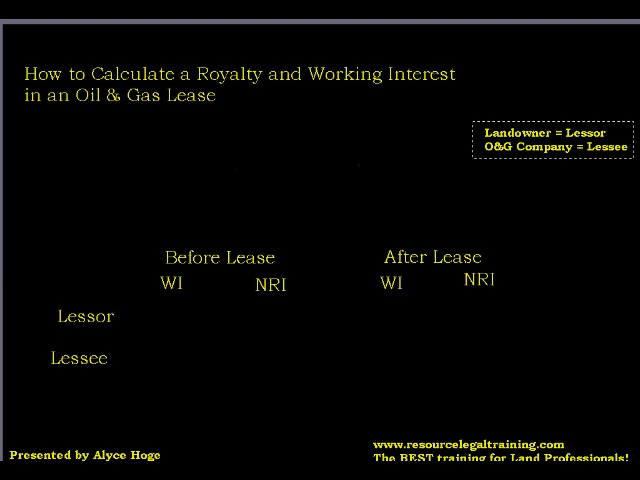 How to Calculate a Royalty and Working Interest
in an Oil & Gas Lease
Landowner = Lessor
O&G Company = Lessee
Before Lease After Lease
WI NRI WI NRI
Lessor
Lessee
Presented by Alyce Hoge
www.resourcelegaltraining.com
The BEST training for Land Professionals!